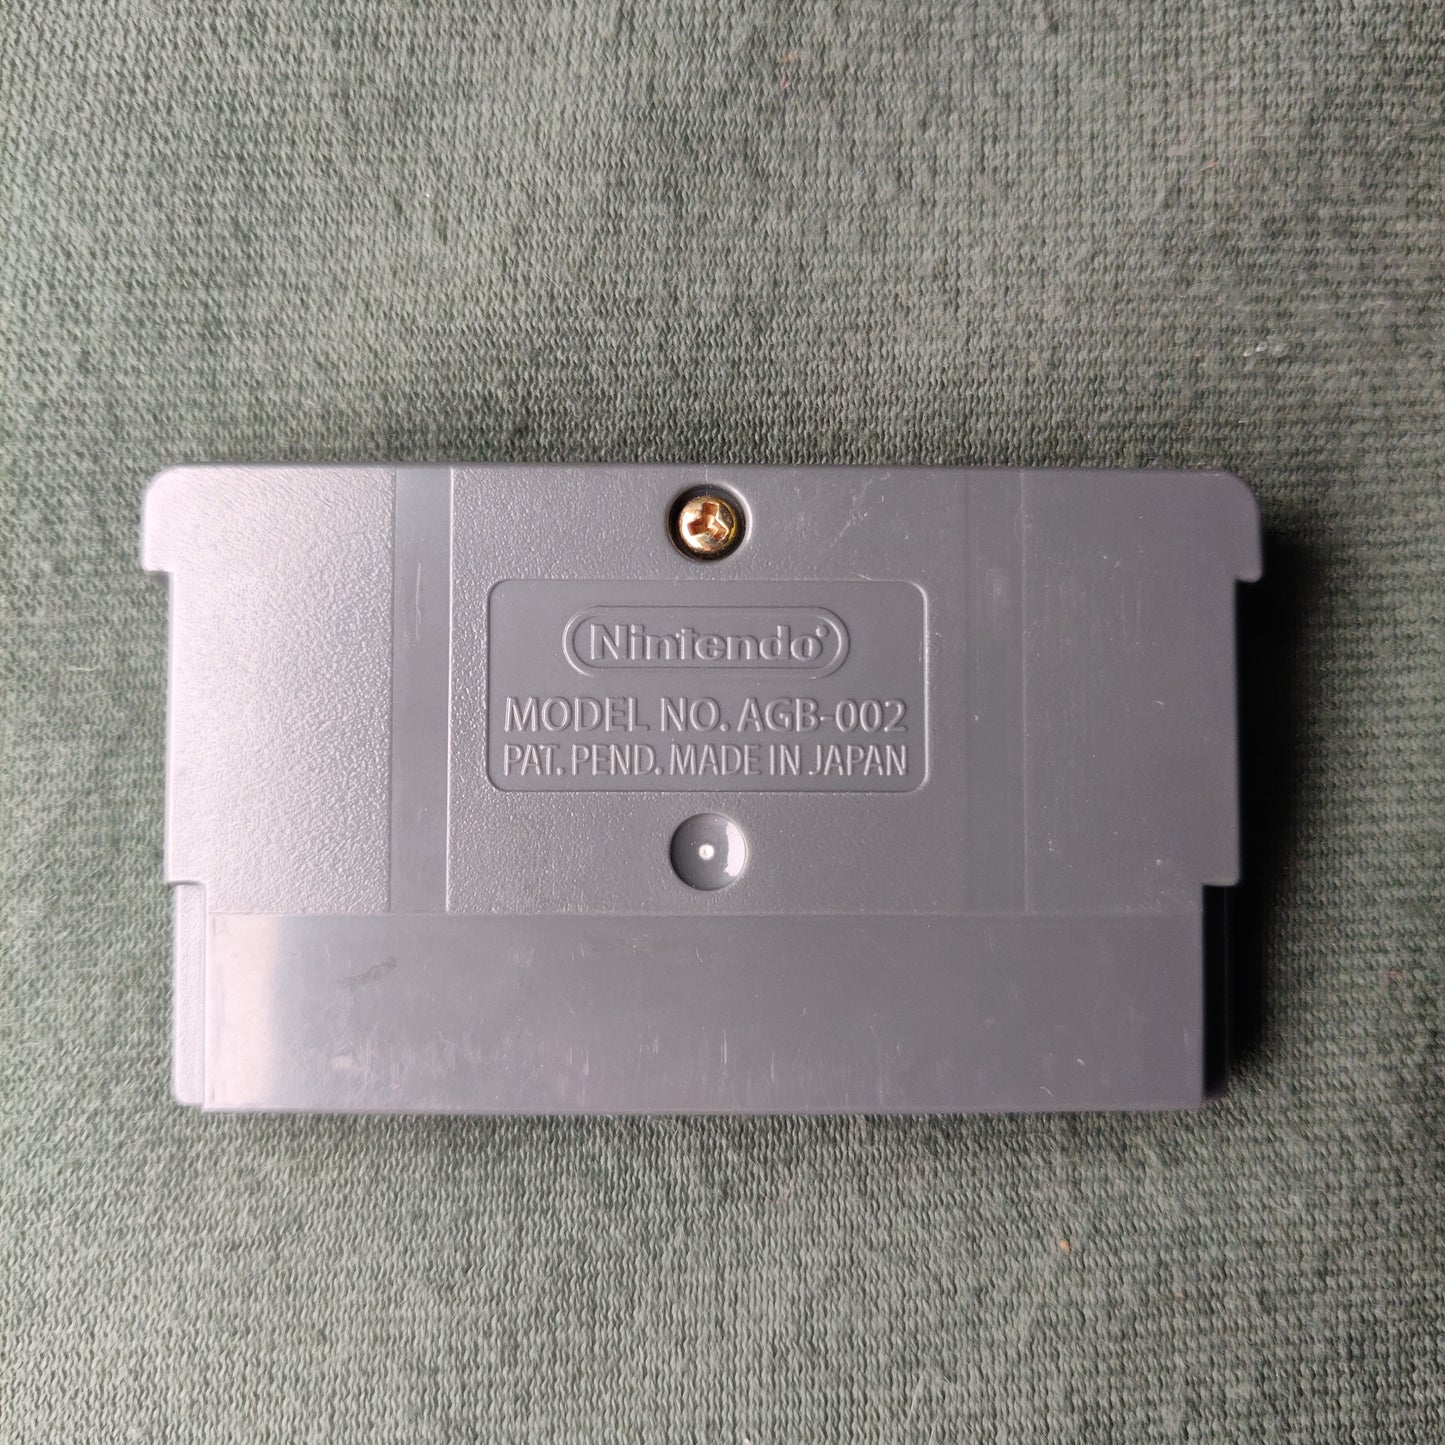 Nintendo®
MODEL NO. AGB-002
PAT. PEND. MADE IN JAPAN